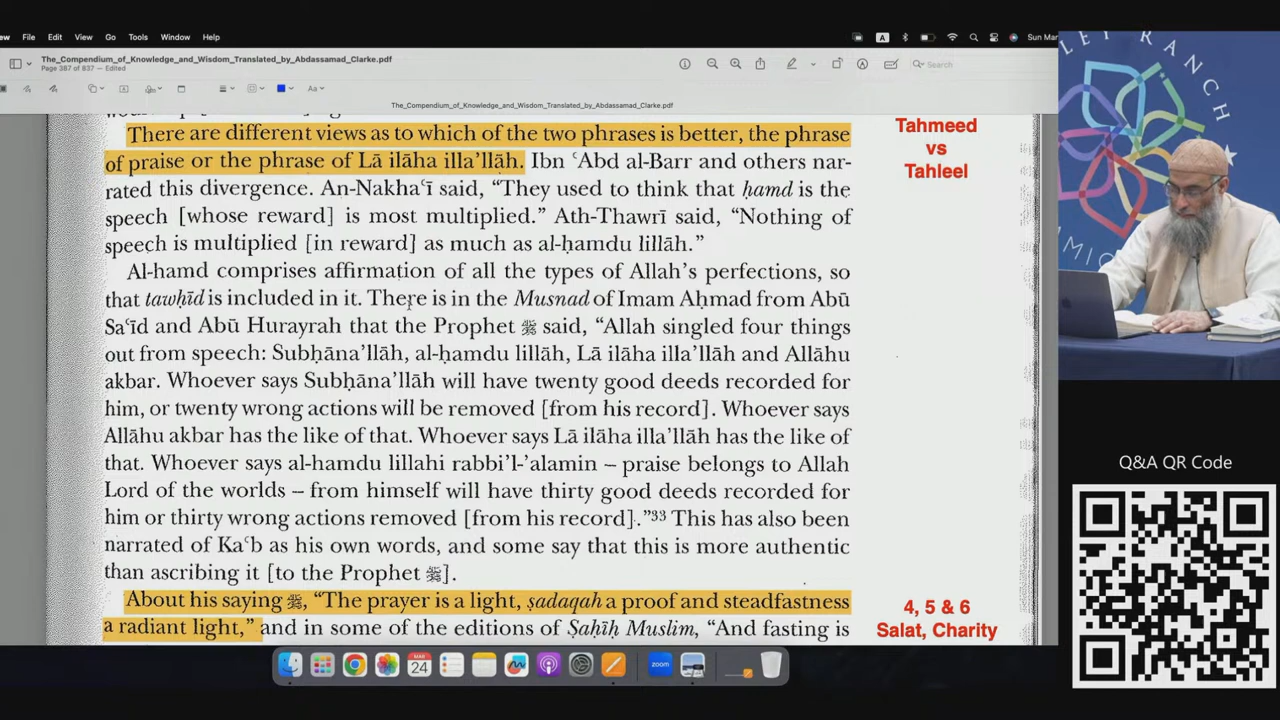 File Edit View Go Tools Window Help
Sun Mar
The_Compendium_of_Knowledge_and_Wisdom_Translated_by_Abdassamad_Clarke.pdf
Page 387 of 837 – Edited
Search
The_Compendium_of_Knowledge_and_Wisdom_Translated_by_Abdassamad_Clarke.pdf
There are different views as to which of the two phrases is better, the phrase
of praise or the phrase of Lā ilāha illa’llāh. Ibn ʿAbd al-Barr and others nar-
rated this divergence. An-Nakhaʿī said, “They used to think that ḥamd is the
speech [whose reward] is most multiplied.” Ath-Thawrī said, “Nothing of
speech is multiplied [in reward] as much as al-ḥamdu lillāh.”
Al-hamd comprises affirmation of all the types of Allah’s perfections, so
that tawḥīd is included in it. There is in the Musnad of Imam Aḥmad from Abū
Saʿīd and Abū Hurayrah that the Prophet ﷺ said, “Allah singled four things
out from speech: Subḥāna’llāh, al-ḥamdu lillāh, Lā ilāha illa’llāh and Allāhu
akbar. Whoever says Subḥāna’llāh will have twenty good deeds recorded for
him, or twenty wrong actions will be removed [from his record]. Whoever says
Allāhu akbar has the like of that. Whoever says Lā ilāha illa’llāh has the like of
that. Whoever says al-hamdu lillahi rabbi’l-’alamin – praise belongs to Allah
Lord of the worlds – from himself will have thirty good deeds recorded for
him or thirty wrong actions removed [from his record].”³³ This has also been
narrated of Kaʿb as his own words, and some say that this is more authentic
than ascribing it [to the Prophet ﷺ].
About his saying ﷺ, “The prayer is a light, ṣadaqah a proof and steadfastness
a radiant light,” and in some of the editions of Ṣaḥīḥ Muslim, “And fasting is
Tahmeed
vs
Tahleel
4, 5 & 6
Salat, Charity
MAR
24
zoom
LEY RANCH
Q&A QR Code